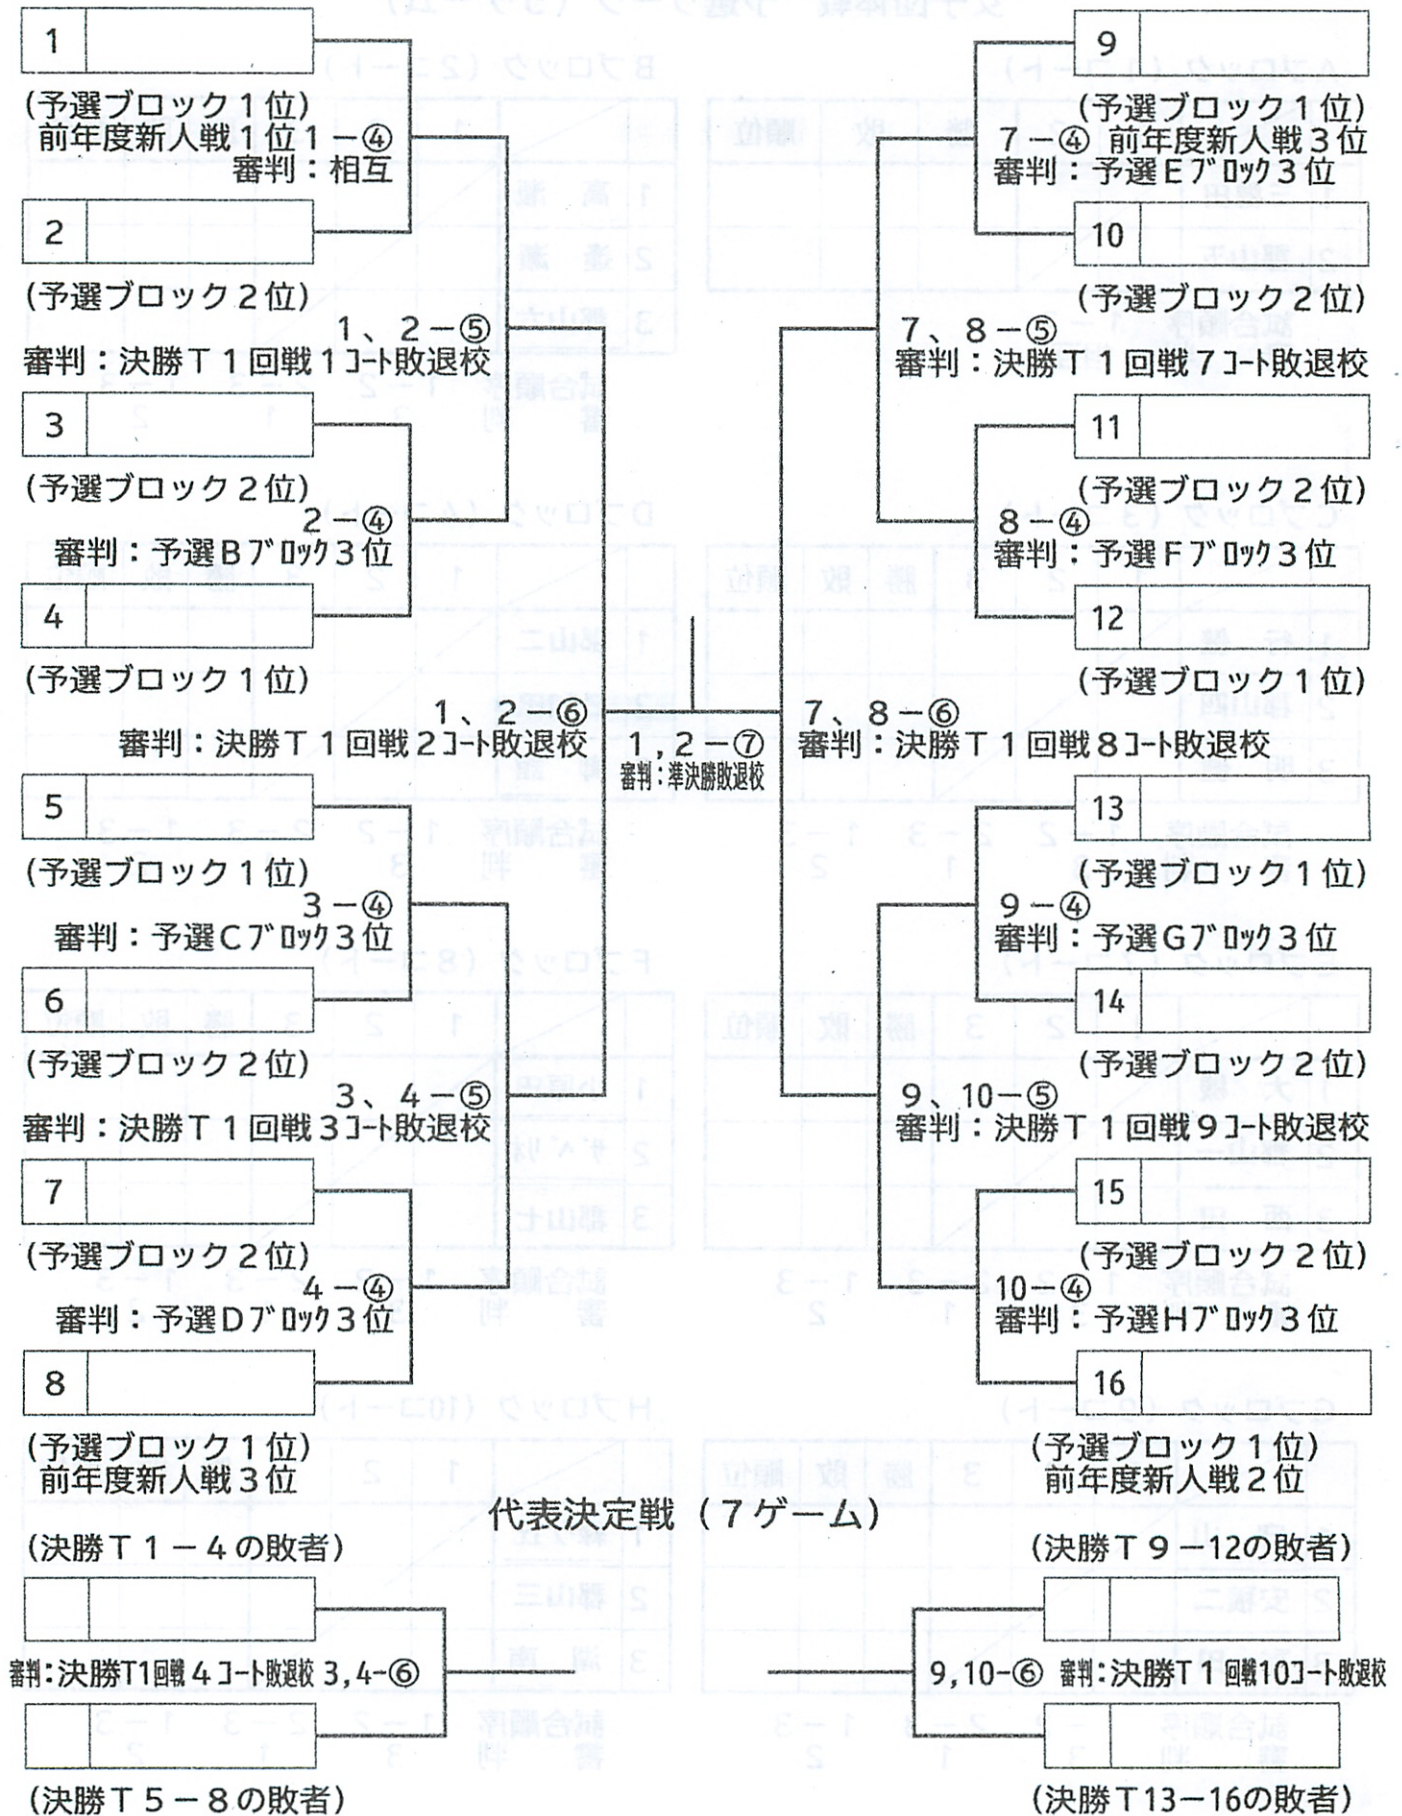 1
(予選ブロック1位)
前年度新人戦1位 1－④
審判：相互
2
(予選ブロック2位)
1、2－⑤
審判：決勝T1回戦1ｺｰﾄ敗退校
3
(予選ブロック2位)
2－④
審判：予選Bﾌﾞﾛｯｸ3位
4
(予選ブロック1位)
1、2－⑥
審判：決勝T1回戦2ｺｰﾄ敗退校
5
(予選ブロック1位)
3－④
審判：予選Cﾌﾞﾛｯｸ3位
6
(予選ブロック2位)
3、4－⑤
審判：決勝T1回戦3ｺｰﾄ敗退校
7
(予選ブロック2位)
4－④
審判：予選Dﾌﾞﾛｯｸ3位
8
(予選ブロック1位)
前年度新人戦3位
1,2－⑦
審判：準決勝敗退校
9
(予選ブロック1位)
7－④ 前年度新人戦3位
審判：予選Eﾌﾞﾛｯｸ3位
10
(予選ブロック2位)
7、8－⑤
審判：決勝T1回戦7ｺｰﾄ敗退校
11
(予選ブロック2位)
8－④
審判：予選Fﾌﾞﾛｯｸ3位
12
(予選ブロック1位)
7、8－⑥
審判：決勝T1回戦8ｺｰﾄ敗退校
13
(予選ブロック1位)
9－④
審判：予選Gﾌﾞﾛｯｸ3位
14
(予選ブロック2位)
9、10－⑤
審判：決勝T1回戦9ｺｰﾄ敗退校
15
(予選ブロック2位)
10－④
審判：予選Hﾌﾞﾛｯｸ3位
16
(予選ブロック1位)
前年度新人戦2位
代表決定戦（7ゲーム）
(決勝T1－4の敗者)
審判：決勝T1回戦4ｺｰﾄ敗退校 3,4-⑥
(決勝T5－8の敗者)
(決勝T9－12の敗者)
9,10-⑥ 審判：決勝T1回戦10ｺｰﾄ敗退校
(決勝T13－16の敗者)